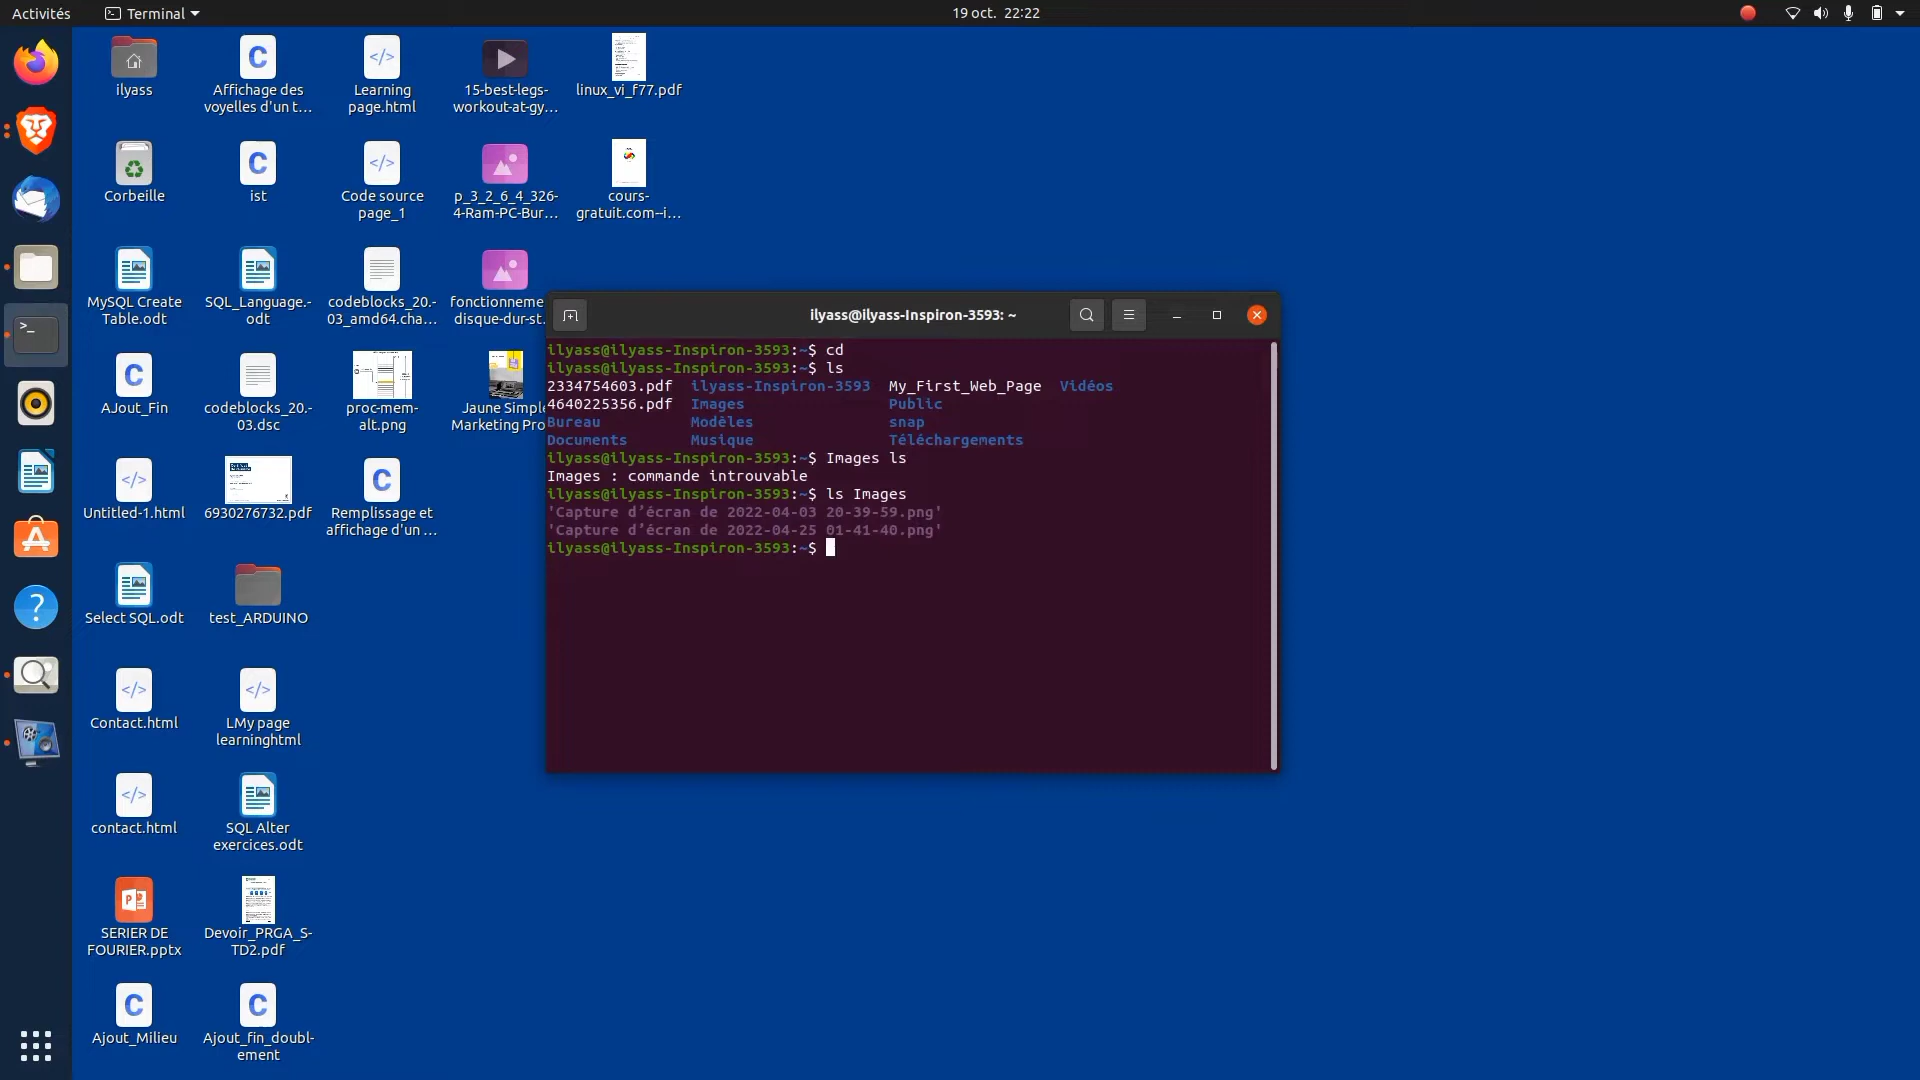 Activités
Terminal
19 oct. 22:22
ilyass
Affichage des
voyelles d'un t...
Learning
page.html
15-best-legs-
workout-at-gy...
linux_vi_f77.pdf
Corbeille
ist
Code source
page_1
p_3_2_6_4_326-
4-Ram-PC-Bur...
cours-
gratuit.com--i...
MySQL Create
Table.odt
SQL_Language.-
odt
codeblocks_20.-
03_amd64.cha...
fonctionneme
disque-dur-st.
AJout_Fin
codeblocks_20.-
03.dsc
proc-mem-
alt.png
Jaune Simple
Marketing Pro
Untitled-1.html
6930276732.pdf
Remplissage et
affichage d'un ...
Select SQL.odt
test_ARDUINO
Contact.html
LMy page
learninghtml
contact.html
SQL Alter
exercices.odt
SERIER DE
FOURIER.pptx
Devoir_PRGA_S-
TD2.pdf
Ajout_Milieu
Ajout_fin_doubl-
ement
ilyass@ilyass-Inspiron-3593: ~
ilyass@ilyass-Inspiron-3593:~$ cd
ilyass@ilyass-Inspiron-3593:~$ ls
2334754603.pdf ilyass-Inspiron-3593 My_First_Web_Page Vidéos
4640225356.pdf Images Public
Bureau Modèles snap
Documents Musique Téléchargements
ilyass@ilyass-Inspiron-3593:~$ Images ls
Images : commande introuvable
ilyass@ilyass-Inspiron-3593:~$ ls Images
'Capture d’écran de 2022-04-03 20-39-59.png'
'Capture d’écran de 2022-04-25 01-41-40.png'
ilyass@ilyass-Inspiron-3593:~$